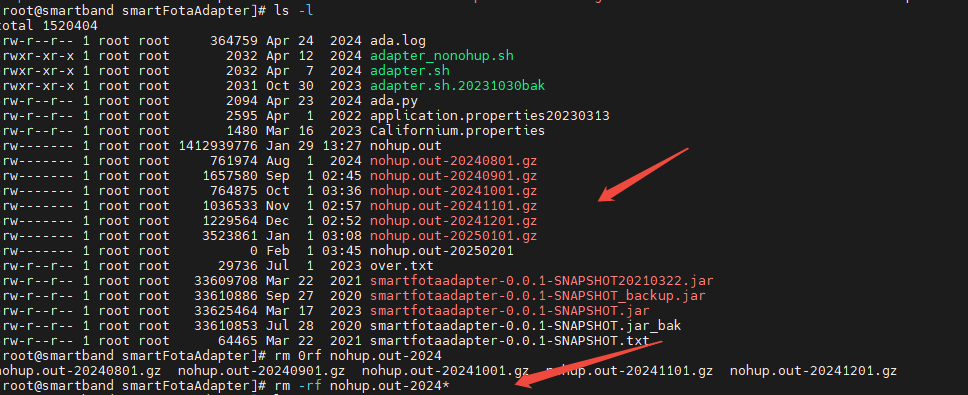 root@smartband smartFotaAdapter]# ls -l
total 1520404
rw-r--r-- 1 root root 364759 Apr 24 2024 ada.log
rwxr-xr-x 1 root root 2032 Apr 12 2024 adapter_nonohup.sh
rwxr-xr-x 1 root root 2032 Apr 7 2024 adapter.sh
rwxr-xr-x 1 root root 2031 Oct 30 2023 adapter.sh.20231030bak
rw-r--r-- 1 root root 2094 Apr 23 2024 ada.py
rw-r--r-- 1 root root 2595 Apr 1 2022 application.properties20230313
rw-r--r-- 1 root root 1480 Mar 16 2023 Californium.properties
rw------- 1 root root 1412939776 Jan 29 13:27 nohup.out
rw------- 1 root root 761974 Aug 1 2024 nohup.out-20240801.gz
rw------- 1 root root 1657580 Sep 1 02:45 nohup.out-20240901.gz
rw------- 1 root root 764875 Oct 1 03:36 nohup.out-20241001.gz
rw------- 1 root root 1036533 Nov 1 02:57 nohup.out-20241101.gz
rw------- 1 root root 1229564 Dec 1 02:52 nohup.out-20241201.gz
rw------- 1 root root 3523861 Jan 1 03:08 nohup.out-20250101.gz
rw------- 1 root root 0 Feb 1 03:45 nohup.out-20250201
rw-r--r-- 1 root root 29736 Jul 1 2023 over.txt
rw-r--r-- 1 root root 33609708 Mar 22 2021 smartfotaadapter-0.0.1-SNAPSHOT20210322.jar
rw-r--r-- 1 root root 33610886 Sep 27 2020 smartfotaadapter-0.0.1-SNAPSHOT_backup.jar
rw-r--r-- 1 root root 33625464 Mar 17 2023 smartfotaadapter-0.0.1-SNAPSHOT.jar
rw-r--r-- 1 root root 33610853 Jul 28 2020 smartfotaadapter-0.0.1-SNAPSHOT.jar_bak
rw-r--r-- 1 root root 64465 Mar 22 2021 smartfotaadapter-0.0.1-SNAPSHOT.txt
root@smartband smartFotaAdapter]# rm 0rf nohup.out-2024
nohup.out-20240801.gz nohup.out-20240901.gz nohup.out-20241001.gz nohup.out-20241101.gz nohup.out-20241201.gz
root@smartband smartFotaAdapter]# rm -rf nohup.out-2024*